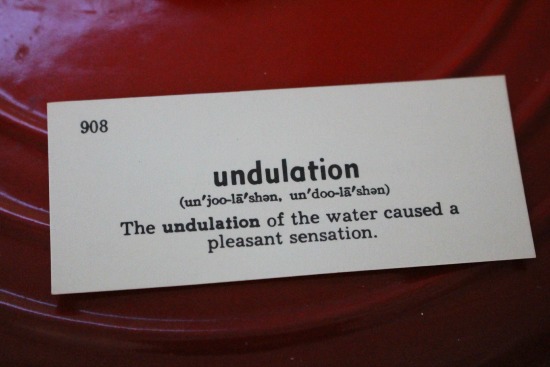 908
undulation
(un′joo-lā′shən, un′doo-lā′shən)
The undulation of the water caused a
pleasant sensation.